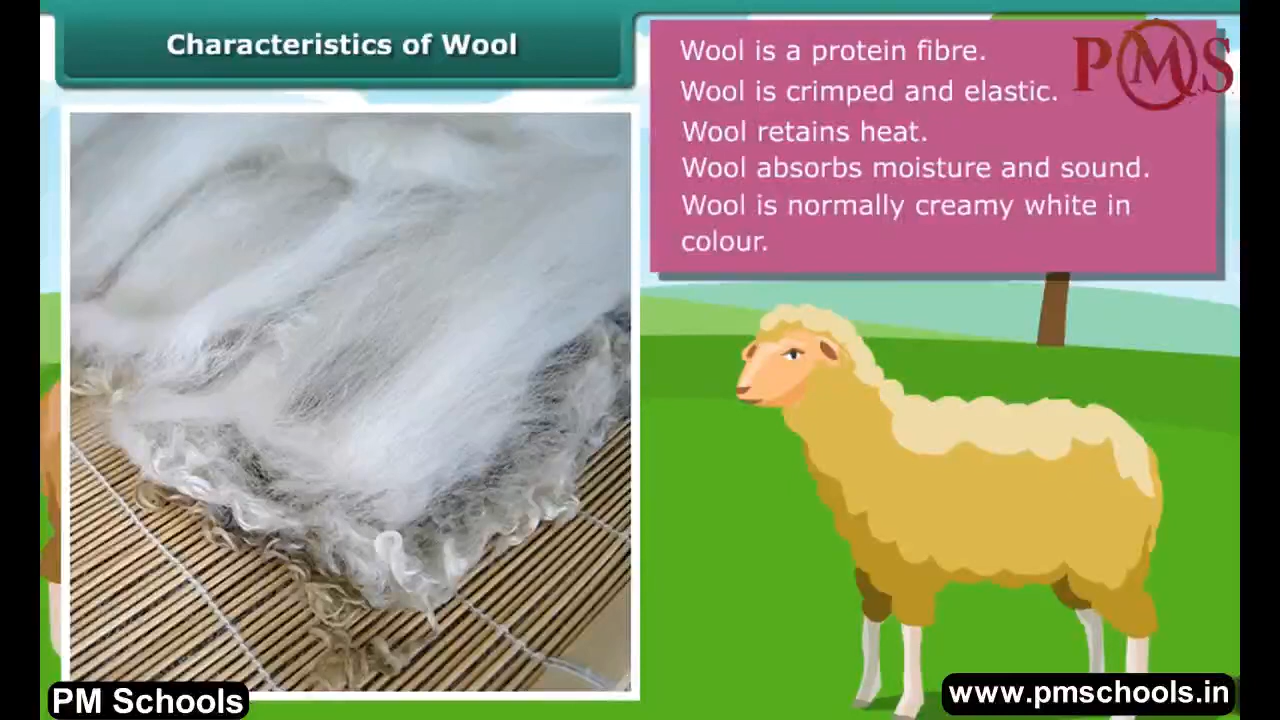 Characteristics of Wool
Wool is a protein fibre.
Wool is crimped and elastic.
Wool retains heat.
Wool absorbs moisture and sound.
Wool is normally creamy white in
colour.
PMS
PM Schools
www.pmschools.in